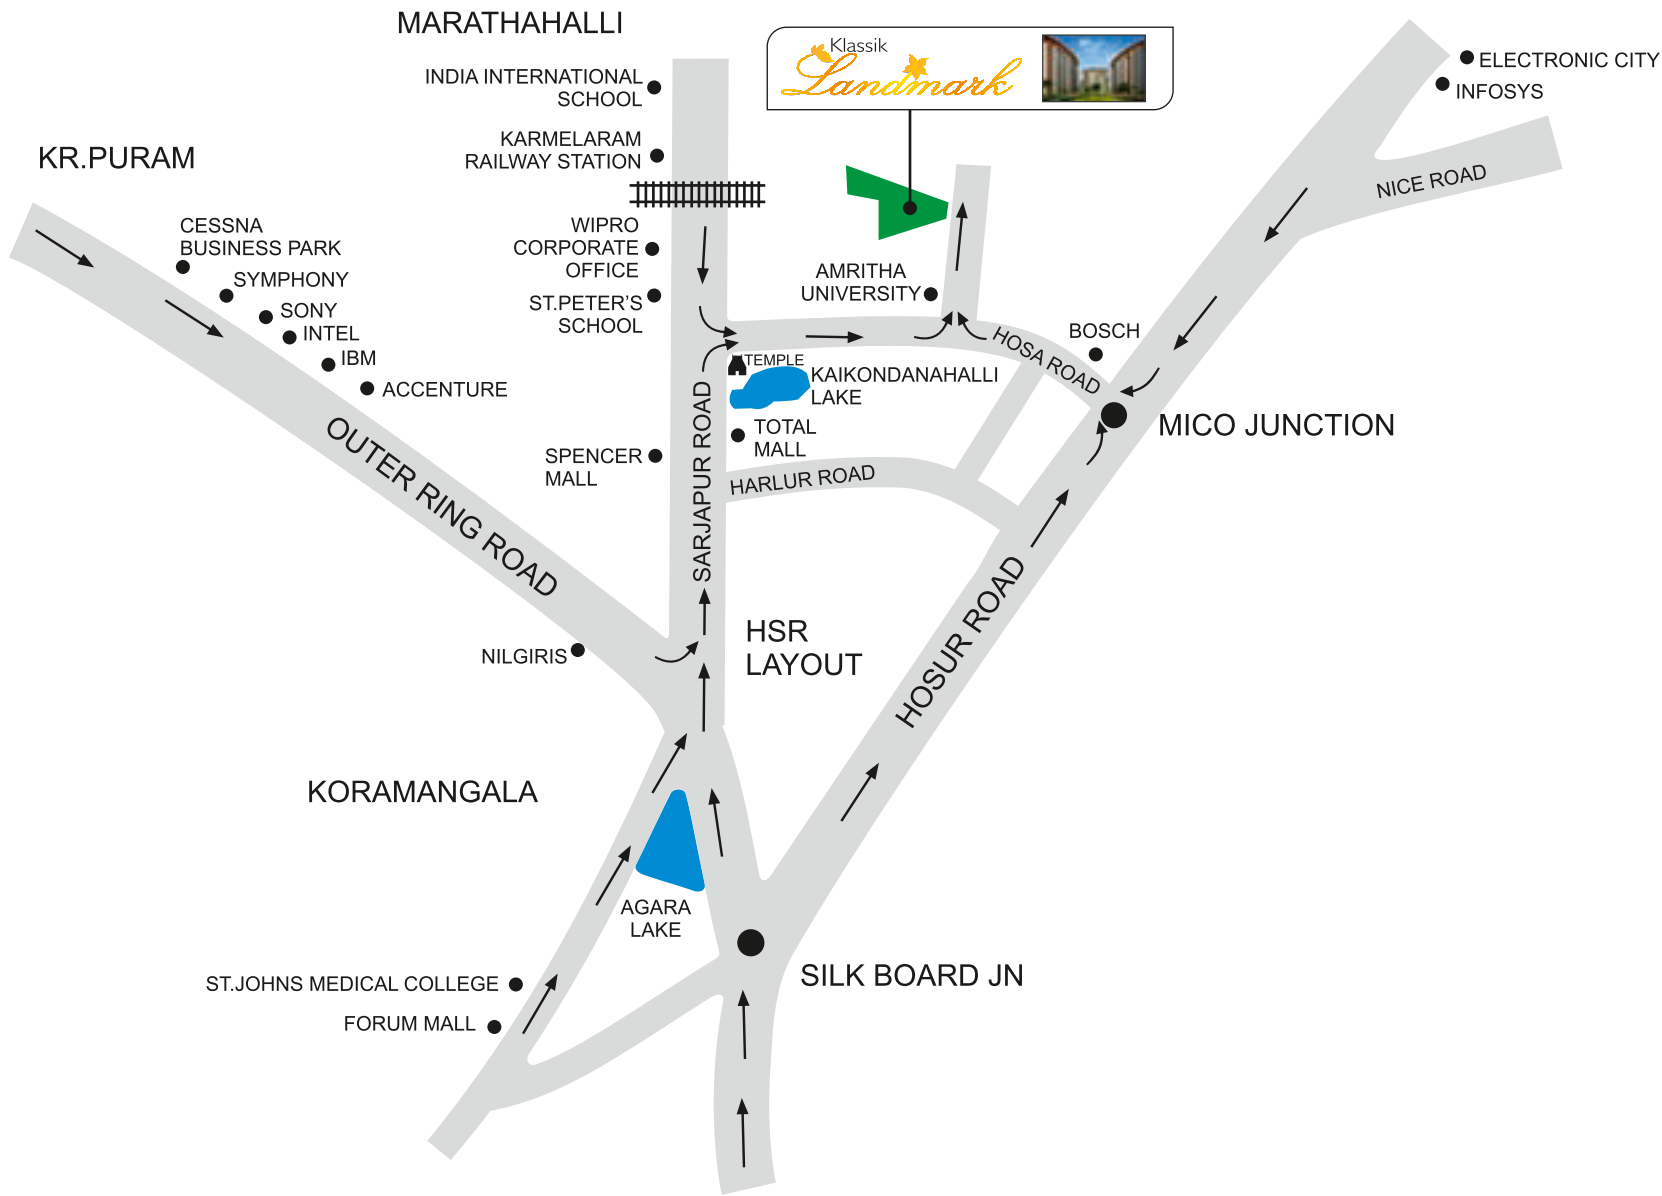 MARATHAHALLI
INDIA INTERNATIONAL
SCHOOL
KARMELARAM
RAILWAY STATION
Klassik
Landmark
ELECTRONIC CITY
INFOSYS
NICE ROAD
KR.PURAM
CESSNA
BUSINESS PARK
SYMPHONY
SONY
INTEL
IBM
ACCENTURE
WIPRO
CORPORATE
OFFICE
ST.PETER'S
SCHOOL
AMRITHA
UNIVERSITY
BOSCH
HOSA ROAD
TEMPLE
KAIKONDANAHALLI
LAKE
MICO JUNCTION
TOTAL
MALL
SPENCER
MALL
HARLUR ROAD
SARJAPUR ROAD
OUTER RING ROAD
NILGIRIS
HSR
LAYOUT
HOSUR ROAD
KORAMANGALA
AGARA
LAKE
SILK BOARD JN
ST.JOHNS MEDICAL COLLEGE
FORUM MALL